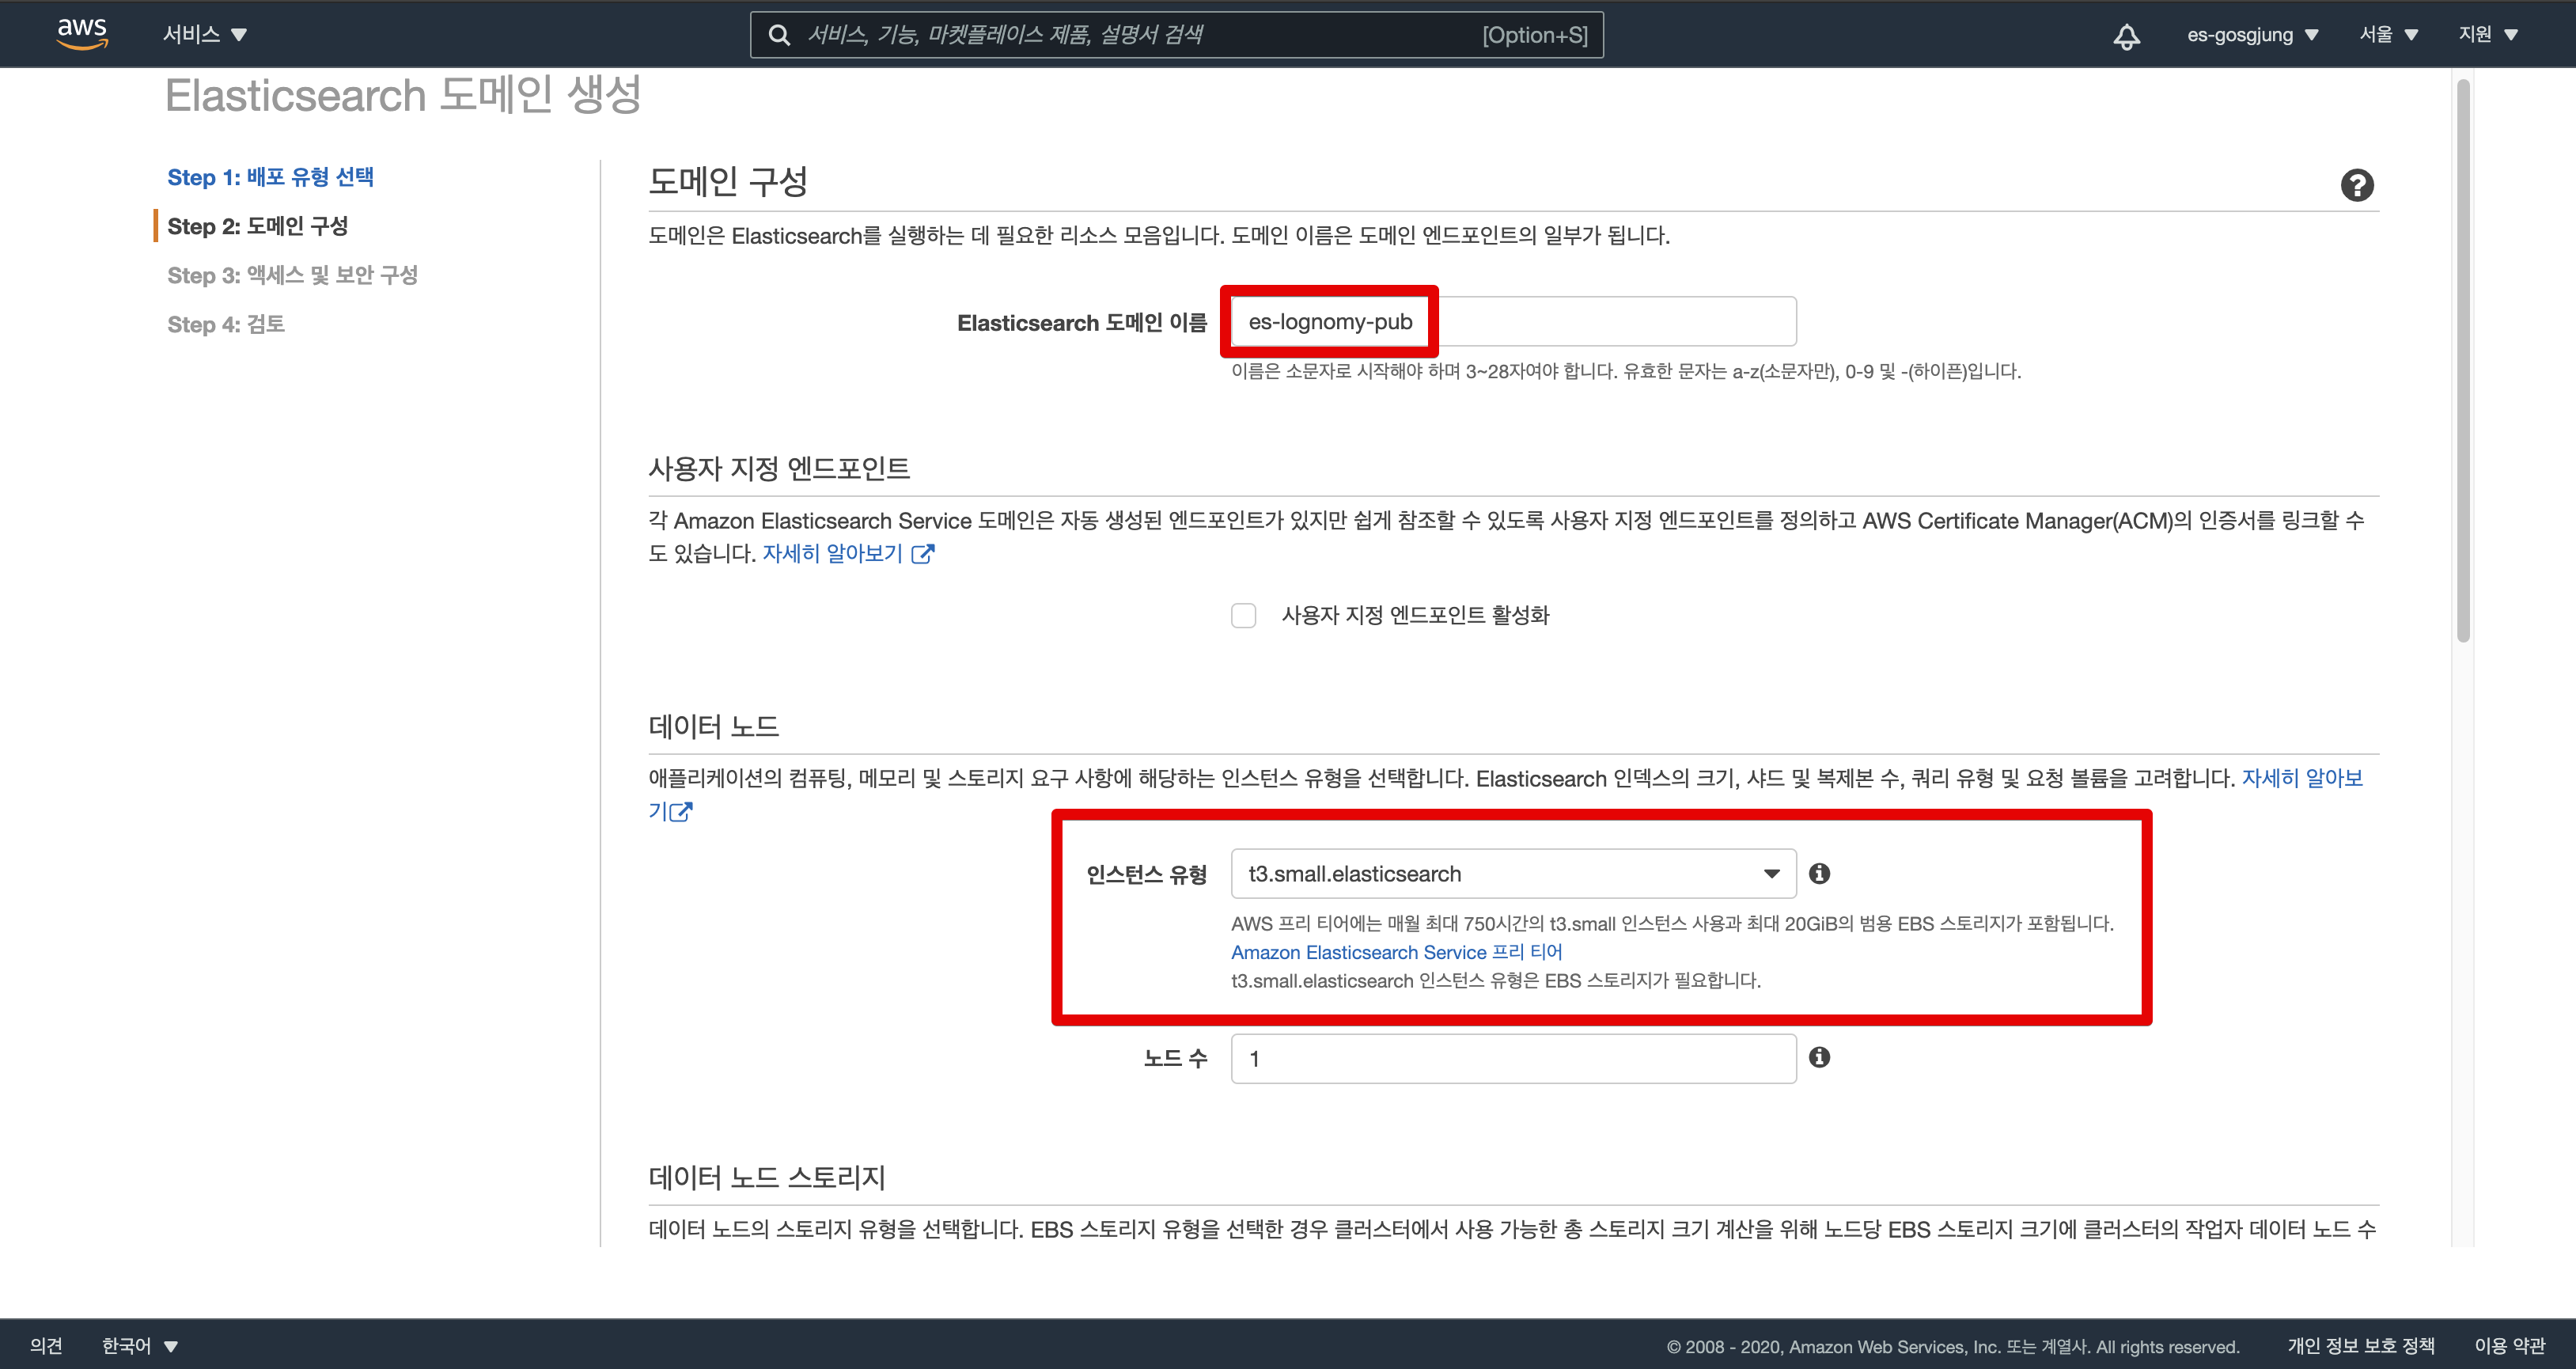 aws
서비스
서비스, 기능, 마켓플레이스 제품, 설명서 검색
[Option+S]
es-gosgjung
서울
지원
Elasticsearch 도메인 생성
Step 1: 배포 유형 선택
Step 2: 도메인 구성
Step 3: 액세스 및 보안 구성
Step 4: 검토
도메인 구성
도메인은 Elasticsearch를 실행하는 데 필요한 리소스 모음입니다. 도메인 이름은 도메인 엔드포인트의 일부가 됩니다.
Elasticsearch 도메인 이름
es-lognomy-pub
이름은 소문자로 시작해야 하며 3~28자여야 합니다. 유효한 문자는 a-z(소문자만), 0-9 및 -(하이픈)입니다.
사용자 지정 엔드포인트
각 Amazon Elasticsearch Service 도메인은 자동 생성된 엔드포인트가 있지만 쉽게 참조할 수 있도록 사용자 지정 엔드포인트를 정의하고 AWS Certificate Manager(ACM)의 인증서를 링크할 수
도 있습니다. 자세히 알아보기
사용자 지정 엔드포인트 활성화
데이터 노드
애플리케이션의 컴퓨팅, 메모리 및 스토리지 요구 사항에 해당하는 인스턴스 유형을 선택합니다. Elasticsearch 인덱스의 크기, 샤드 및 복제본 수, 쿼리 유형 및 요청 볼륨을 고려합니다. 자세히 알아보
기
인스턴스 유형
t3.small.elasticsearch
AWS 프리 티어에는 매월 최대 750시간의 t3.small 인스턴스 사용과 최대 20GiB의 범용 EBS 스토리지가 포함됩니다.
Amazon Elasticsearch Service 프리 티어
t3.small.elasticsearch 인스턴스 유형은 EBS 스토리지가 필요합니다.
노드 수
1
데이터 노드 스토리지
데이터 노드의 스토리지 유형을 선택합니다. EBS 스토리지 유형을 선택한 경우 클러스터에서 사용 가능한 총 스토리지 크기 계산을 위해 노드당 EBS 스토리지 크기에 클러스터의 작업자 데이터 노드 수
의견
한국어
© 2008 - 2020, Amazon Web Services, Inc. 또는 계열사. All rights reserved.
개인 정보 보호 정책
이용 약관